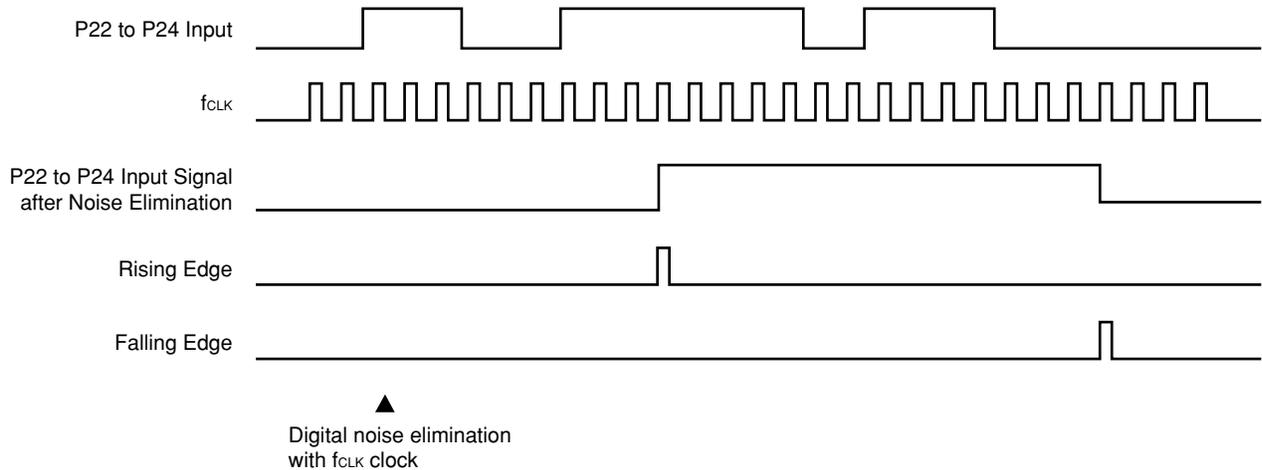 P22 to P24 Input
fCLK
P22 to P24 Input Signal
after Noise Elimination
Rising Edge
Falling Edge
Digital noise elimination
with fCLK clock